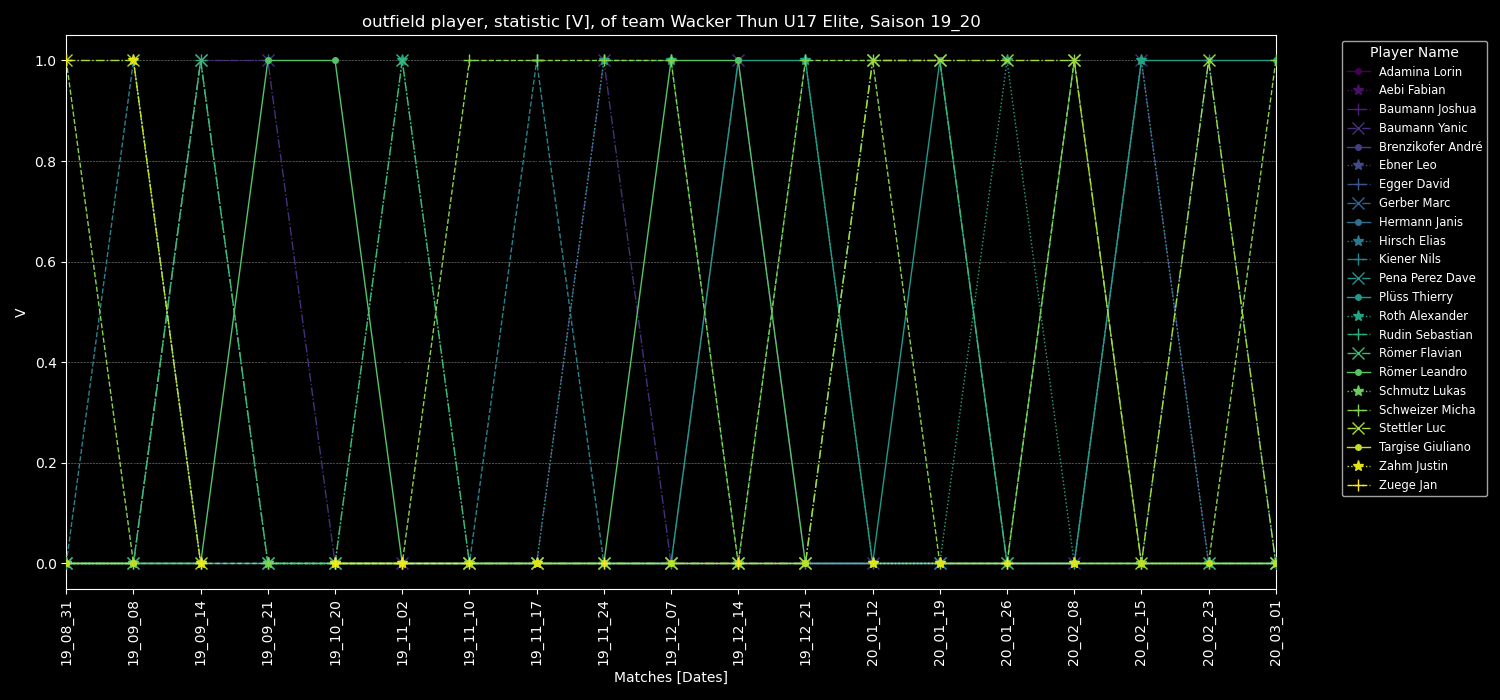 outfield player, statistic [V], of team Wacker Thun U17 Elite, Saison 19_20
V
1.0
0.8
0.6
0.4
0.2
0.0
19_08_31
19_09_08
19_09_14
19_09_21
19_10_20
19_11_02
19_11_10
19_11_17
19_11_24
19_12_07
19_12_14
19_12_21
20_01_12
20_01_19
20_01_26
20_02_08
20_02_15
20_02_23
20_03_01
Matches [Dates]
Player Name
Adamina Lorin
Aebi Fabian
Baumann Joshua
Baumann Yanic
Brenzikofer André
Ebner Leo
Egger David
Gerber Marc
Hermann Janis
Hirsch Elias
Kiener Nils
Pena Perez Dave
Plüss Thierry
Roth Alexander
Rudin Sebastian
Römer Flavian
Römer Leandro
Schmutz Lukas
Schweizer Micha
Stettler Luc
Targise Giuliano
Zahm Justin
Zuege Jan